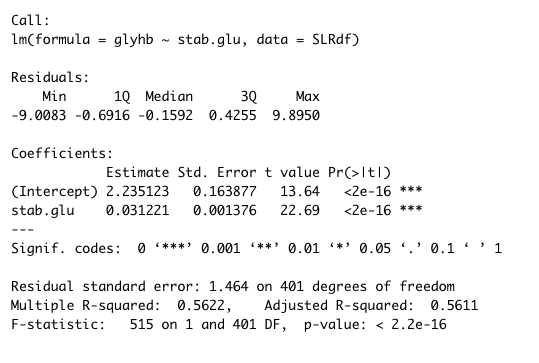 Call:
lm(formula = glyhb ~ stab.glu, data = SLRdf)
Residuals:
    Min      1Q  Median      3Q     Max
-9.0083 -0.6916 -0.1592  0.4255  9.8950
Coefficients:
            Estimate Std. Error t value Pr(>|t|)
(Intercept) 2.235123   0.163877   13.64   <2e-16 ***
stab.glu    0.031221   0.001376   22.69   <2e-16 ***
---
Signif. codes:  0 ‘***’ 0.001 ‘**’ 0.01 ‘*’ 0.05 ‘.’ 0.1 ‘ ’ 1
Residual standard error: 1.464 on 401 degrees of freedom
Multiple R-squared:  0.5622,    Adjusted R-squared:  0.5611
F-statistic:   515 on 1 and 401 DF,  p-value: < 2.2e-16